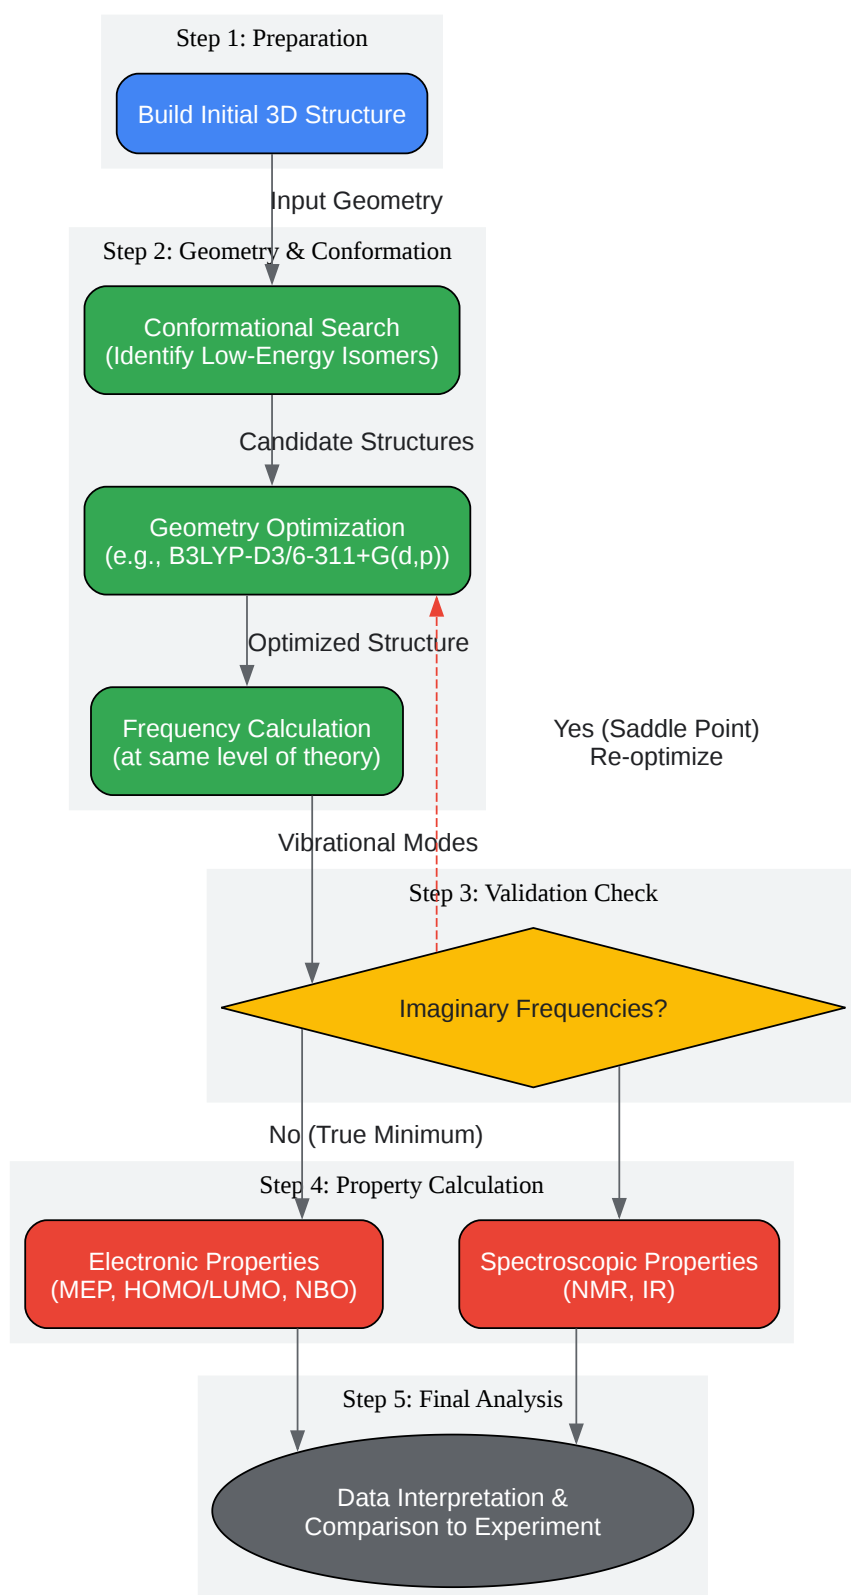 Step 1: Preparation
Build Initial 3D Structure
Input Geometry
Step 2: Geometry & Conformation
Conformational Search
(Identify Low-Energy Isomers)
Candidate Structures
Geometry Optimization
(e.g., B3LYP-D3/6-311+G(d,p))
Optimized Structure
Frequency Calculation
(at same level of theory)
Yes (Saddle Point)
Re-optimize
Vibrational Modes
Step 3: Validation Check
Imaginary Frequencies?
No (True Minimum)
Step 4: Property Calculation
Electronic Properties
(MEP, HOMO/LUMO, NBO)
Spectroscopic Properties
(NMR, IR)
Step 5: Final Analysis
Data Interpretation &
Comparison to Experiment